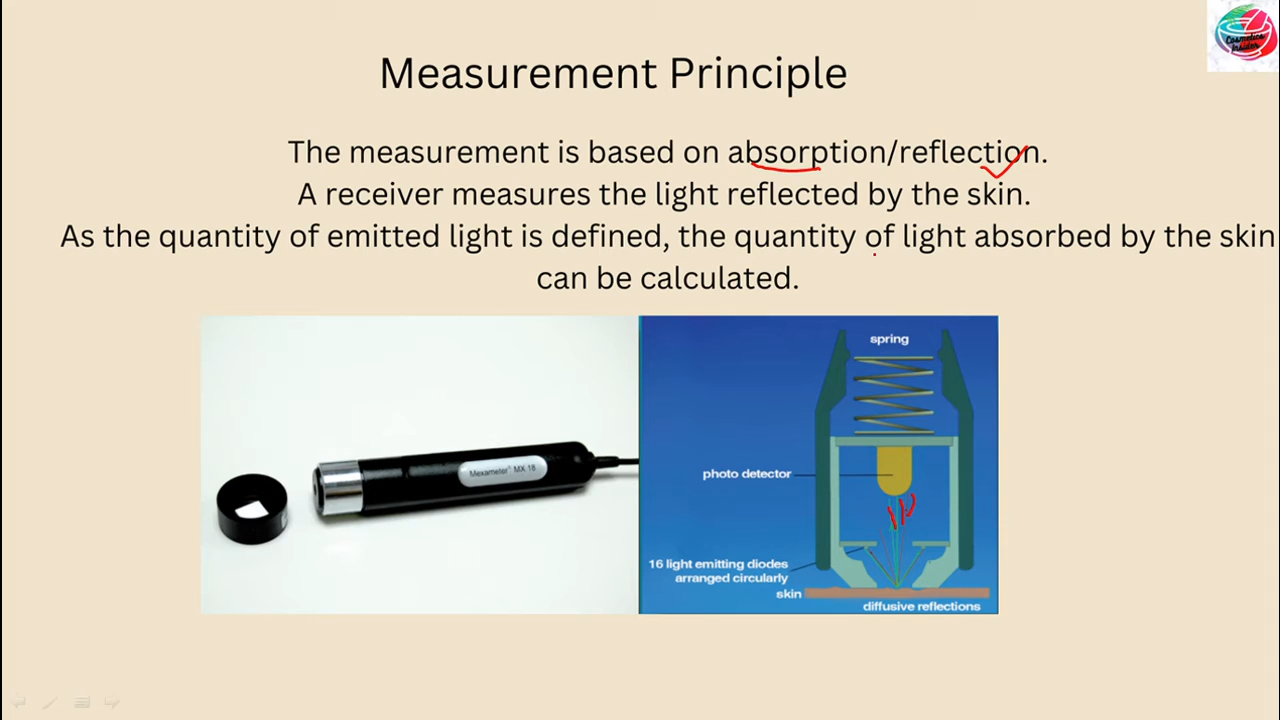 Cosmetics
Insider
Measurement Principle
The measurement is based on absorption/reflection.
A receiver measures the light reflected by the skin.
As the quantity of emitted light is defined, the quantity of light absorbed by the skin
can be calculated.
Mexameter® MX 18
spring
photo detector
16 light emitting diodes
arranged circularly
skin
diffusive reflections